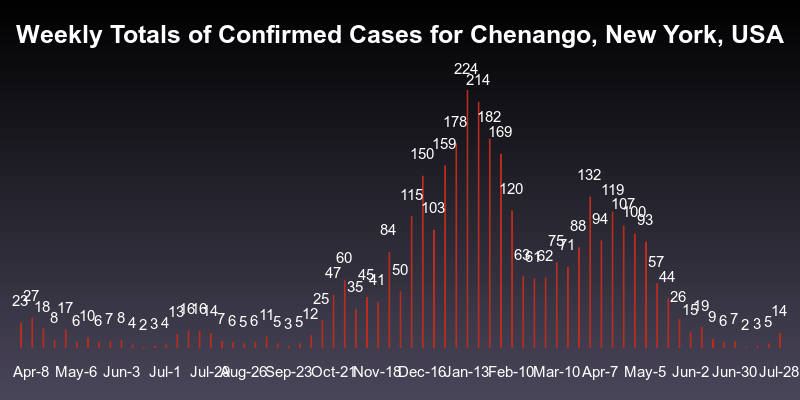 Weekly Totals of Confirmed Cases for Chenango, New York, USA
23 27 18 8 17 6 10 6 7 8 4 2 3 4 13 16 16 14 7 6 5 6 11 5 3 5 12 25 47 60 35 45 41 84 50 115 150 103 159 178 224 214 182 169 120 63 61 62 75 71 88 132 94 119 107 100 93 57 44 26 15 19 9 6 7 2 3 5 14
Apr-8 May-6 Jun-3 Jul-1 Jul-29 Aug-26 Sep-23 Oct-21 Nov-18 Dec-16 Jan-13 Feb-10 Mar-10 Apr-7 May-5 Jun-2 Jun-30 Jul-28